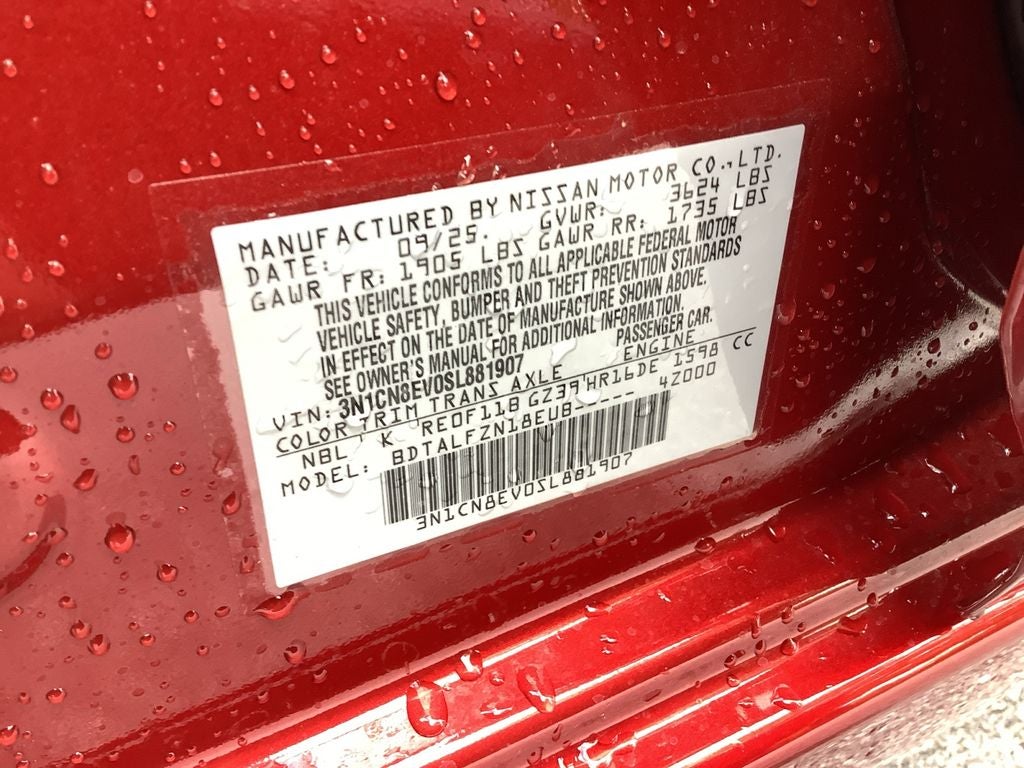 MANUFACTURED BY NISSAN MOTOR CO.,LTD.
DATE: 09/25. GVWR: 3624 LBS
GAWR FR: 1905 LBS GAWR RR: 1735 LBS
THIS VEHICLE CONFORMS TO ALL APPLICABLE FEDERAL MOTOR
VEHICLE SAFETY, BUMPER AND THEFT PREVENTION STANDARDS
IN EFFECT ON THE DATE OF MANUFACTURE SHOWN ABOVE.
SEE OWNER'S MANUAL FOR ADDITIONAL INFORMATION.
VIN: 3N1CN8EV0SL881907 PASSENGER CAR.
COLOR TRIM TRANS AXLE ENGINE
NBL K RE0F11B GZ39 HR16DE 1598 CC
MODEL: BDTALFZN18EUB----- 4Z000
3N1CN8EV0SL881907